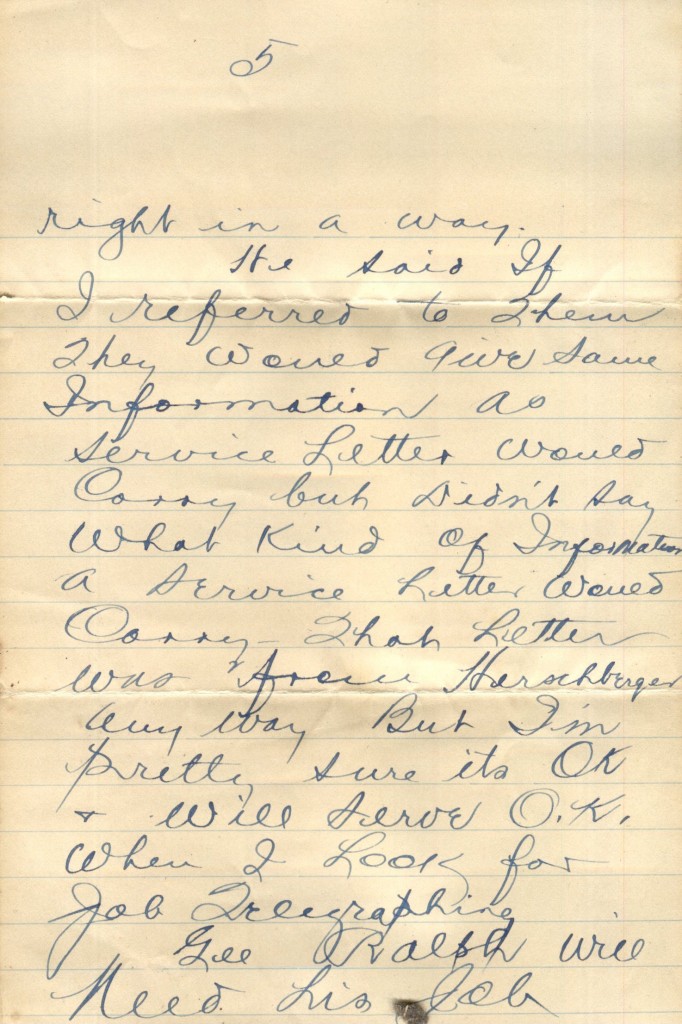 5
right in a way.
He said If
I referred to Them
They Would Give Same
Information As
Service Letter Would
Carry but Didn't Say
What Kind Of Information
A Service Letter Would
Carry - That Letter
was from Harschberger
Any Way But I'm
Pretty sure its OK
+ Will Serve O.K.
When I Look for
Job Telegraphing
Gee Ralph Will
Need his Job